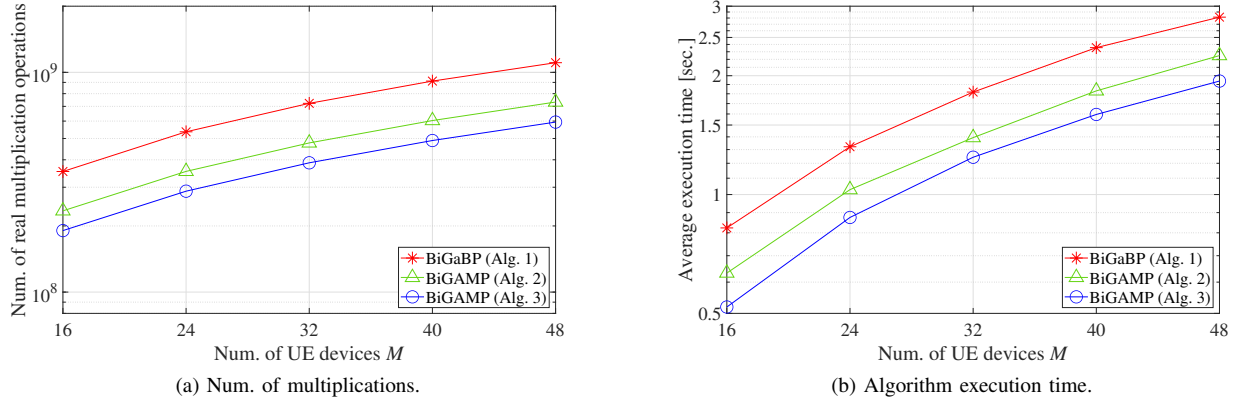 Num. of real multiplication operations
10^9
10^8
16 24 32 40 48
Num. of UE devices M
BiGaBP (Alg. 1)
BiGAMP (Alg. 2)
BiGAMP (Alg. 3)
(a) Num. of multiplications.
Average execution time [sec.]
3
2.5
2
1.5
1
0.5
16 24 32 40 48
Num. of UE devices M
BiGaBP (Alg. 1)
BiGAMP (Alg. 2)
BiGAMP (Alg. 3)
(b) Algorithm execution time.